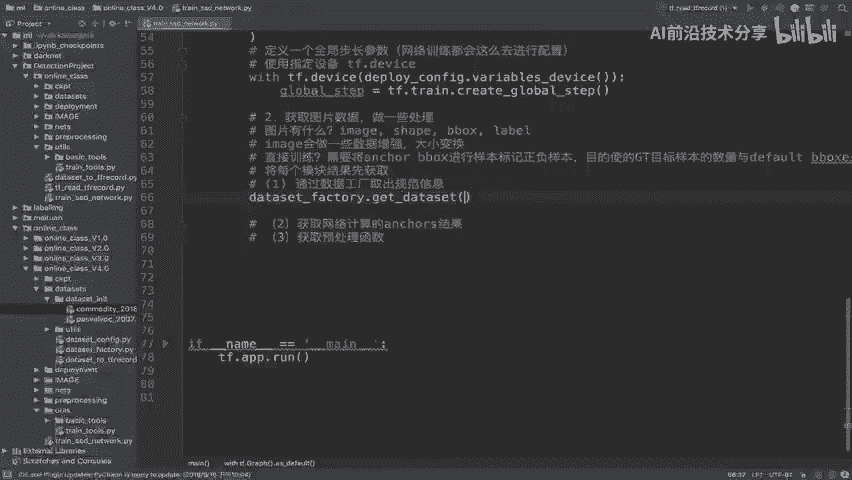 ml
online_class
online_class_V4.0
train_ssd_network.py
tf_read_tfrecord (1)
Project
train_ssd_network.py
AI前沿技术分享 bilibili
ml
.ipynb_checkpoints
darknet
DetectionProject
online_class
ckpt
datasets
deployment
IMAGE
nets
preprocessing
utils
basic_tools
train_tools.py
dataset_to_tfrecord.py
tf_read_tfrecord.py
train_ssd_network.py
labelImg
meituan
online_class
online_class_V1.0
online_class_V2.0
online_class_V3.0
online_class_V4.0
ckpt
datasets
dataset_init
commodity_2018
pascalvoc_2007.
utils
dataset_config.py
dataset_factory.py
dataset_to_tfrecord
deployment
IMAGE
nets
preprocessing
utils
basic_tools
train_tools.py
train_ssd_network.py
External Libraries
Scratches and Consoles
54 )
55 # 定义一个全局步长参数（网络训练都会这么去进行配置）
56 # 使用指定设备 tf.device
57 with tf.device(deploy_config.variables_device()):
58 global_step = tf.train.create_global_step()
59
60 # 2. 获取图片数据，做一些处理
61 # 图片有什么？image, shape, bbox, label
62 # image会做一些数据增强，大小变换
63 # 直接训练？需要将anchor bbox进行样本标记正负样本，目的使的GT目标样本的数量与default bboxes
64 # 将每个模块结果先获取
65 # （1）通过数据工厂取出规范信息
66 dataset_factory.get_dataset()
67
68 # （2）获取网络计算的anchors结果
69 # （3）获取预处理函数
70
71
72
73
74
75
76
77 if __name__ == '__main__':
78 tf.app.run()
79
80
81
main()
with tf.Graph().as_default()
66:37
UTF-8